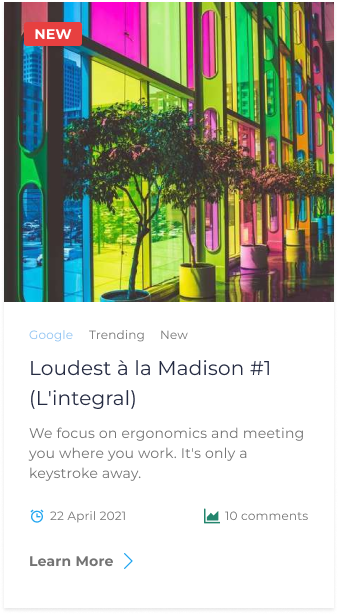 NEW
Google Trending New
Loudest à la Madison #1
(L'integral)
We focus on ergonomics and meeting
you where you work. It's only a
keystroke away.
22 April 2021 10 comments
Learn More